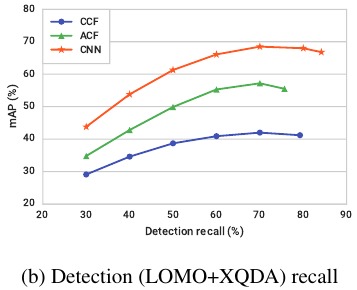 80
70
60
50
40
30
20
mAP (%)
CCF
ACF
CNN
20 30 40 50 60 70 80 90
Detection recall (%)
(b) Detection (LOMO+XQDA) recall